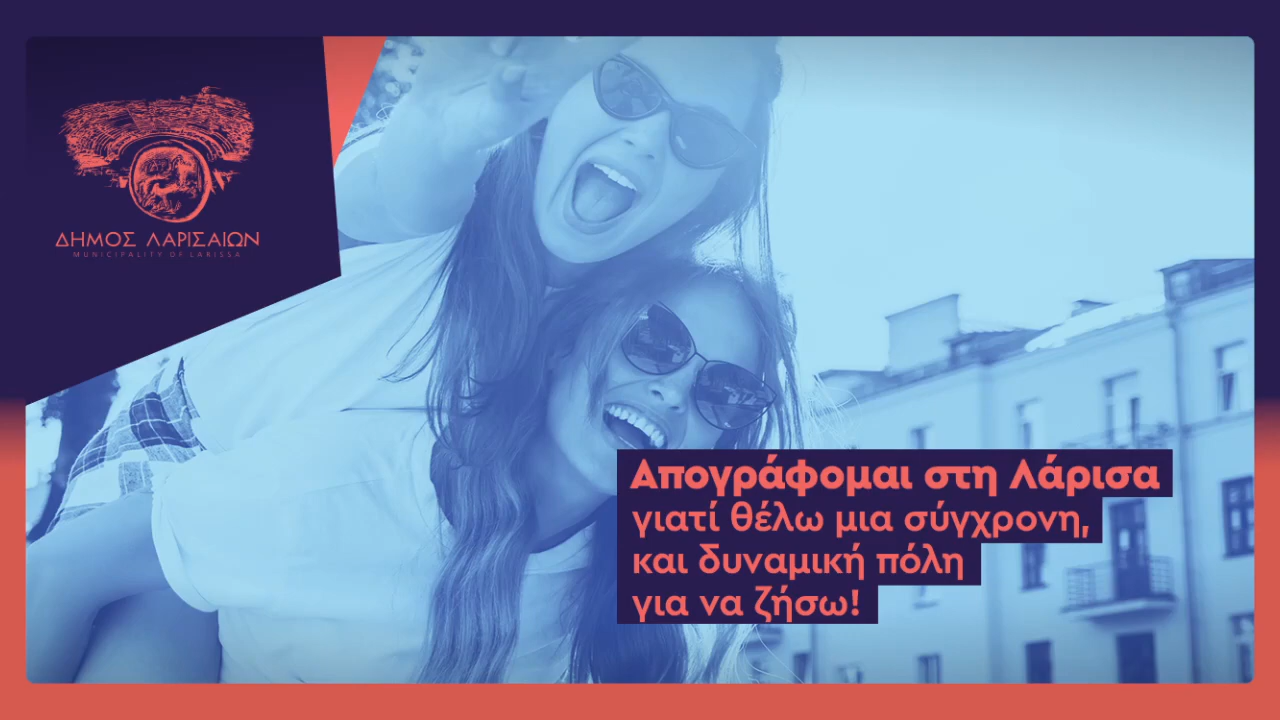 ΔΗΜΟΣ ΛΑΡΙΣΑΙΩΝ
MUNICIPALITY OF LARISSA
Απογράφομαι στη Λάρισα
γιατί θέλω μια σύγχρονη,
και δυναμική πόλη
για να ζήσω!